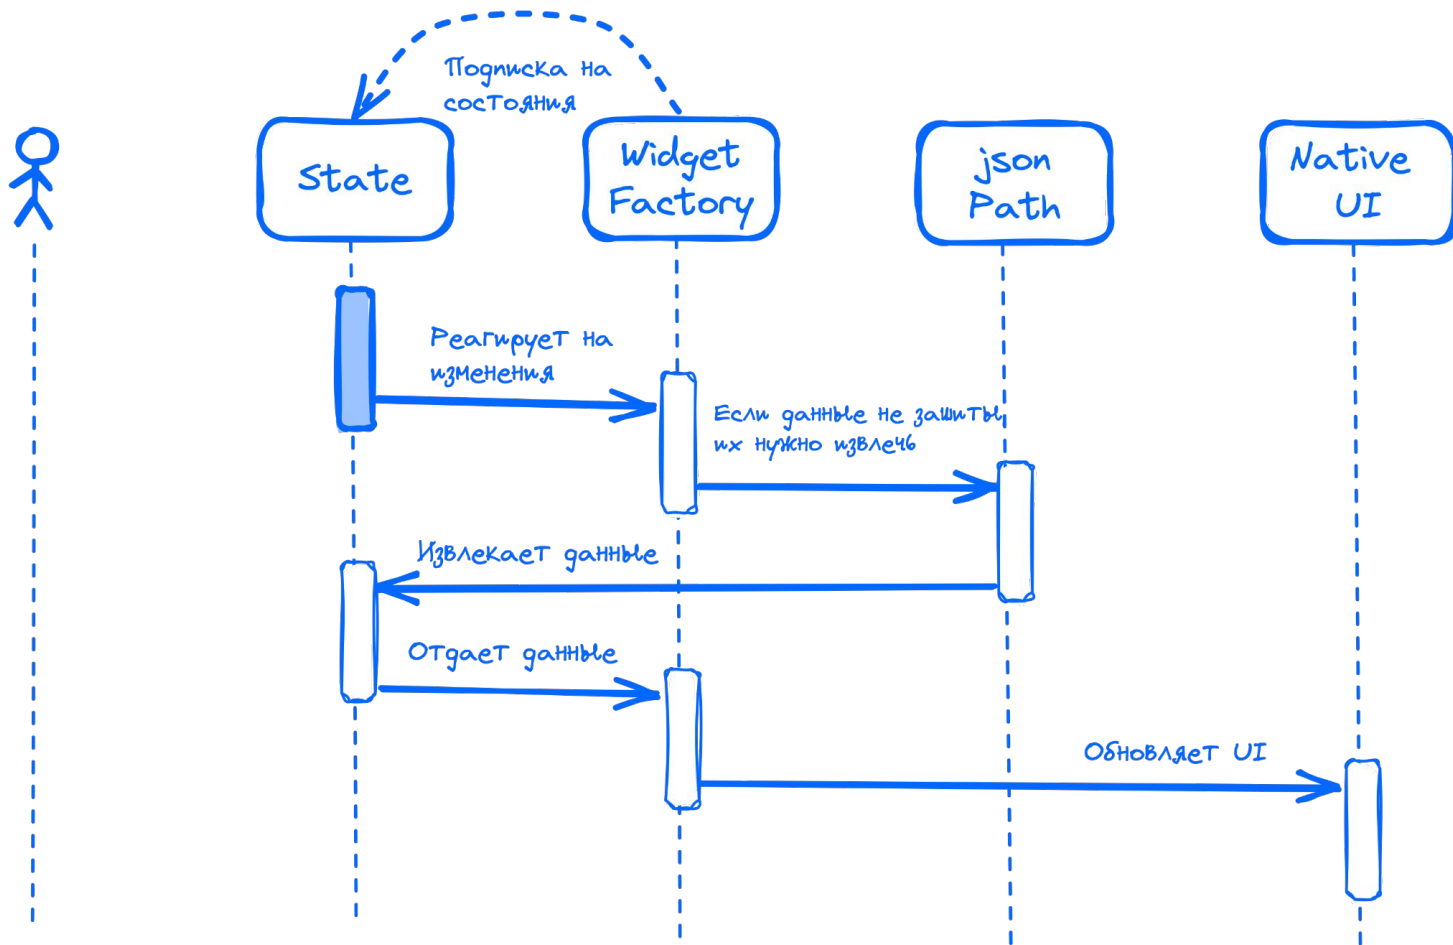 Подписка на
состояния
State
Widget
Factory
json
Path
Native
UI
Реагирует на
изменения
Если данные не зашиты
их нужно извлечь
Извлекает данные
Отдает данные
Обновляет UI